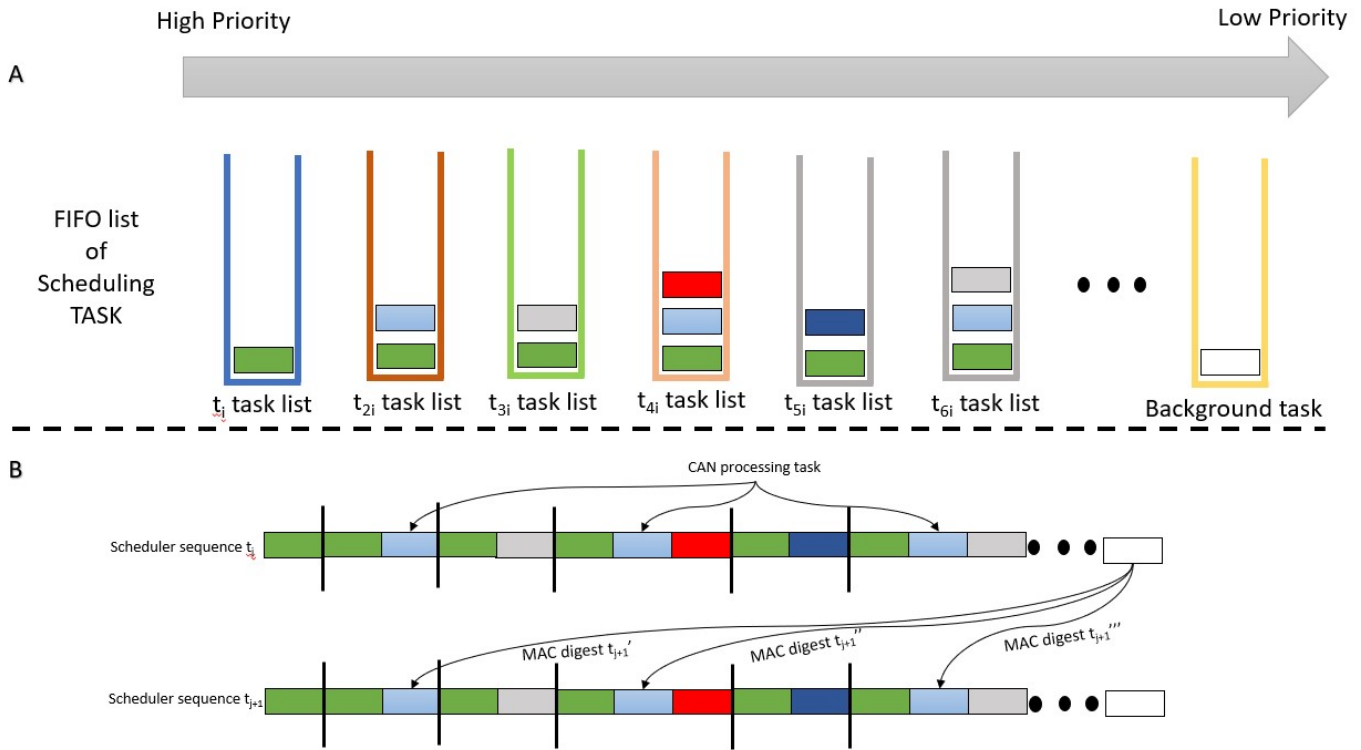 High Priority
Low Priority
A
FIFO list
of
Scheduling
TASK
tᵢ task list
t₂ᵢ task list
t₃ᵢ task list
t₄ᵢ task list
t₅ᵢ task list
t₆ᵢ task list
Background task
B
CAN processing task
Scheduler sequence tⱼ
MAC digest tⱼ₊₁'
MAC digest tⱼ₊₁''
MAC digest tⱼ₊₁'''
Scheduler sequence tⱼ₊₁